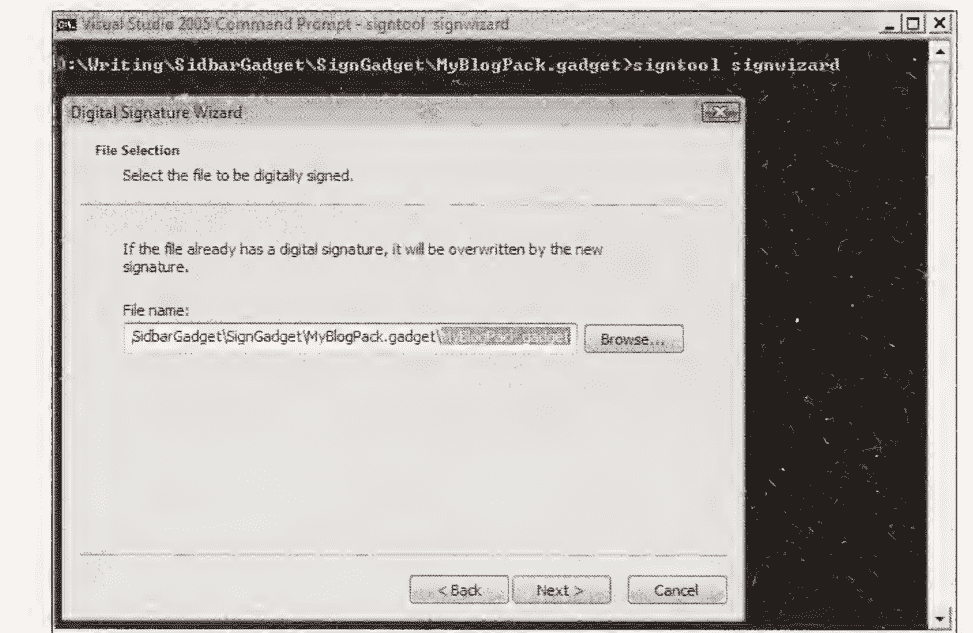 Visual Studio 2005 Command Prompt - signtool signwizard
:\Writing\SidbarGadget\SignGadget\MyBlogPack.gadget>signtool signwizard
Digital Signature Wizard
File Selection
Select the file to be digitally signed.
If the file already has a digital signature, it will be overwritten by the new
signature.
File name:
SidbarGadget\SignGadget\MyBlogPack.gadget\MyBlogPack.gadget
Browse...
< Back
Next >
Cancel